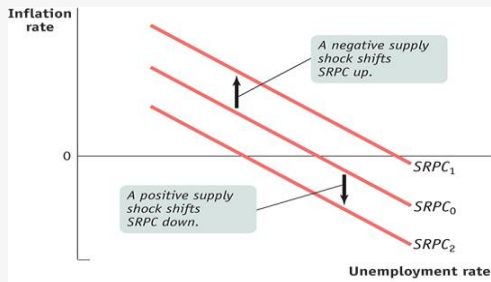 Inflation
rate
A negative supply
shock shifts
SRPC up.
0
SRPC₁
A positive supply
shock shifts
SRPC down.
SRPC₀
SRPC₂
Unemployment rate